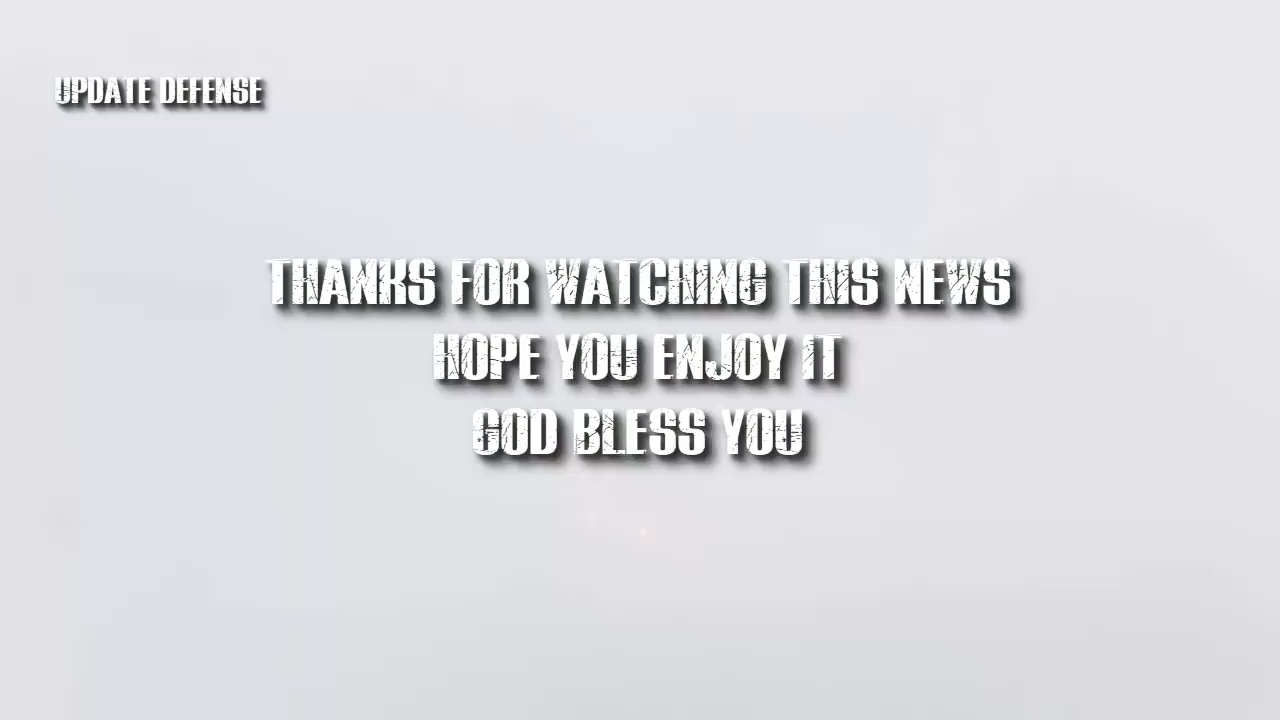 UPDATE DEFENSE
THANKS FOR WATCHING THIS NEWS
HOPE YOU ENJOY IT
GOD BLESS YOU